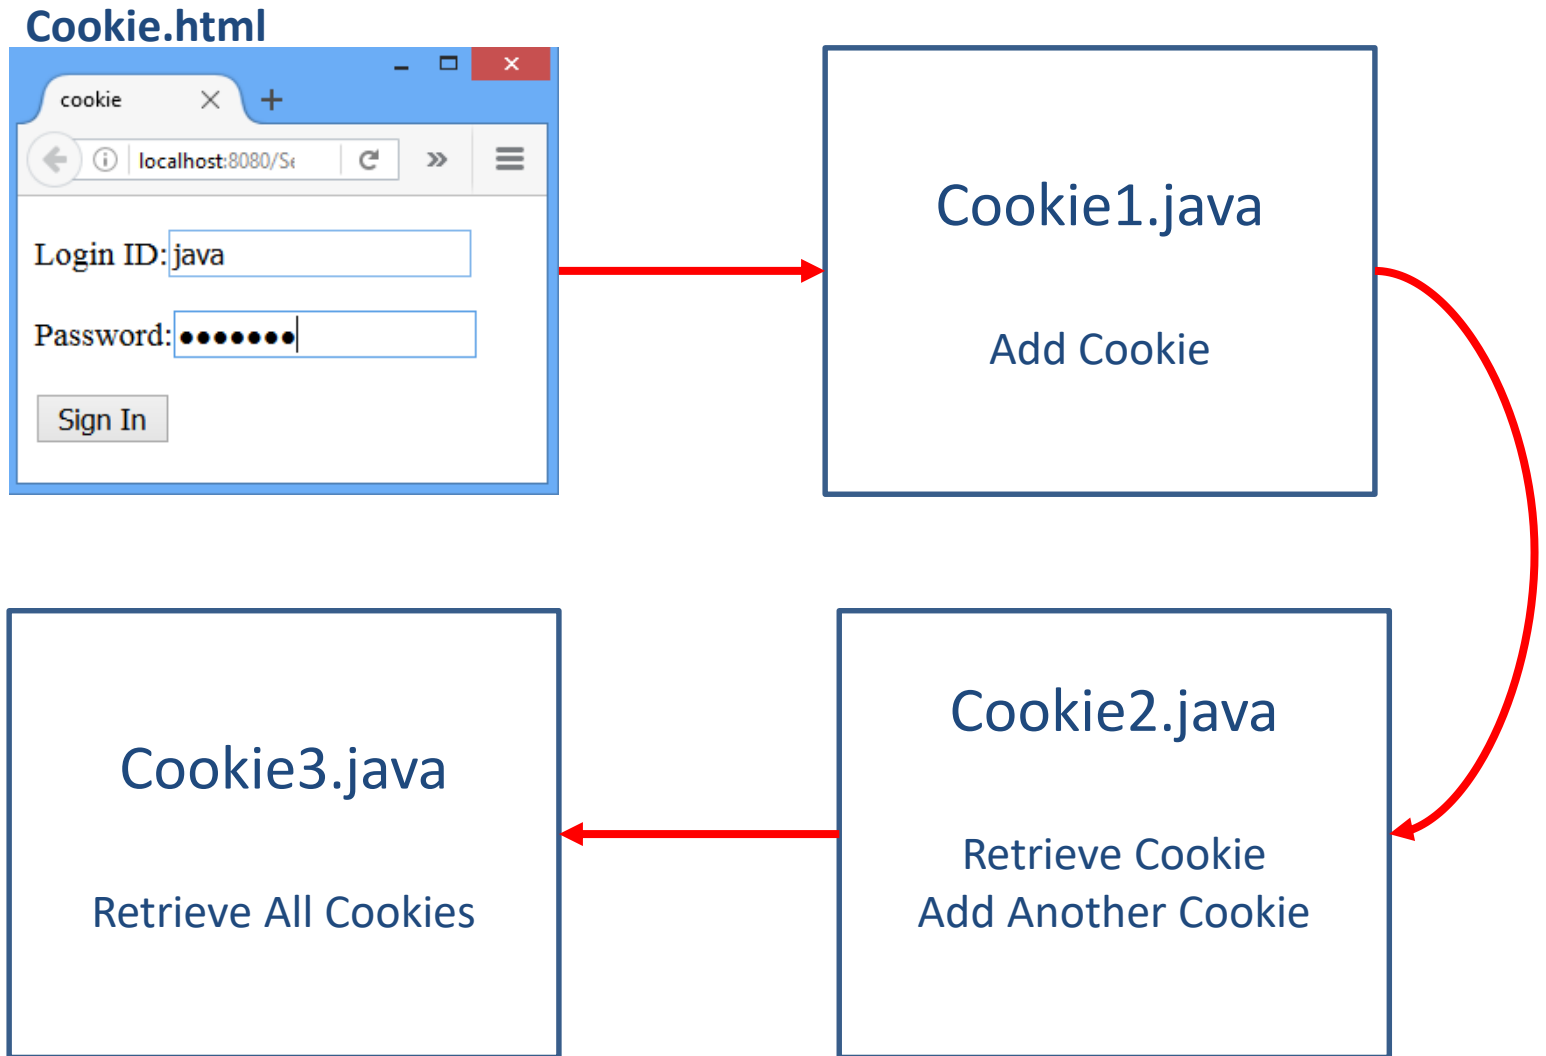 Cookie.html
cookie
localhost:8080/Se
Login ID: java
Password: •••••••
Sign In
Cookie1.java
Add Cookie
Cookie2.java
Retrieve Cookie
Add Another Cookie
Cookie3.java
Retrieve All Cookies